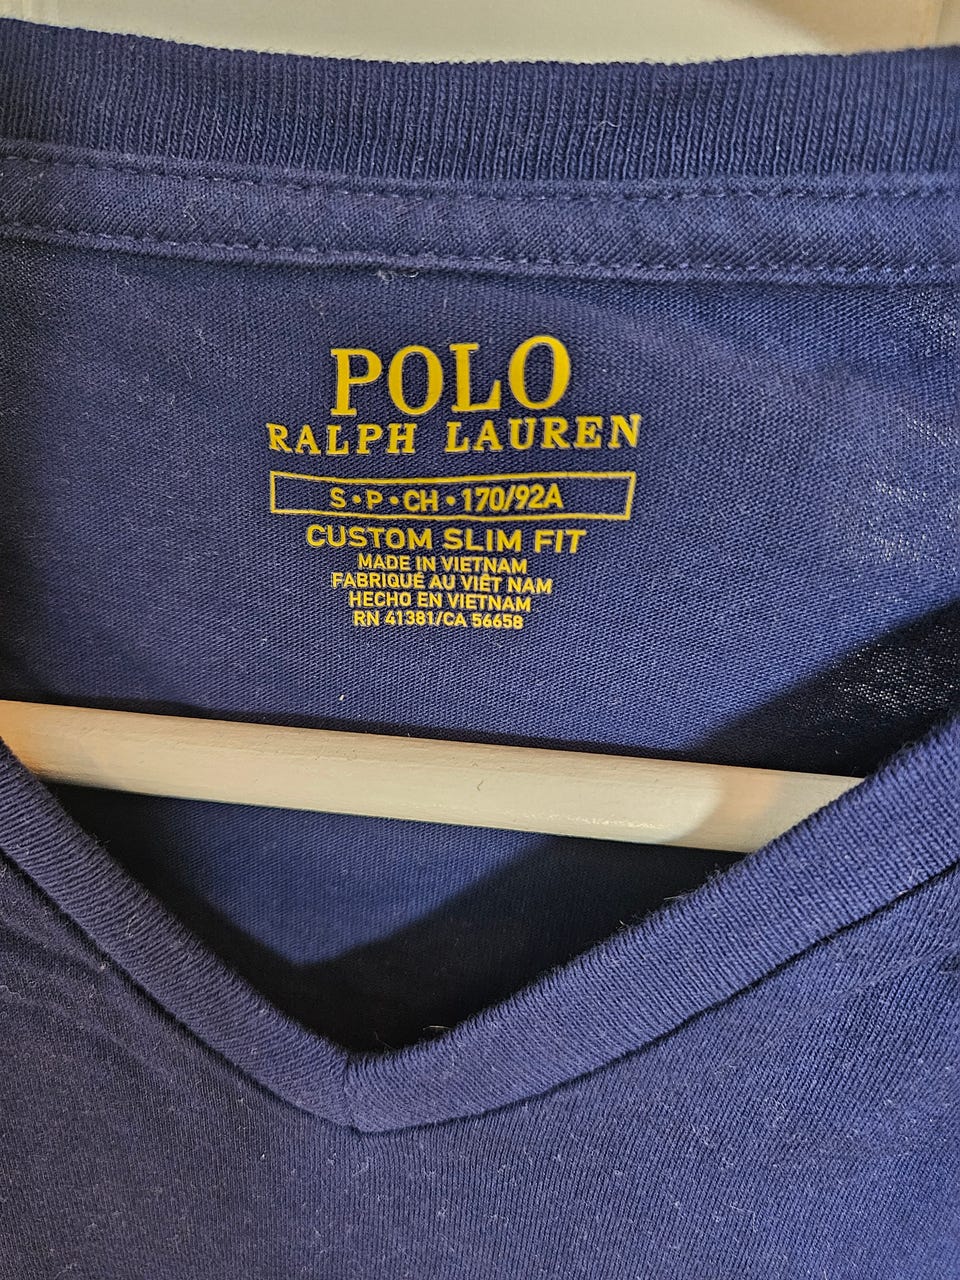 POLO
RALPH LAUREN
S•P•CH•170/92A
CUSTOM SLIM FIT
MADE IN VIETNAM
FABRIQUÉ AU VIÊT NAM
HECHO EN VIETNAM
RN 41381/CA 56658